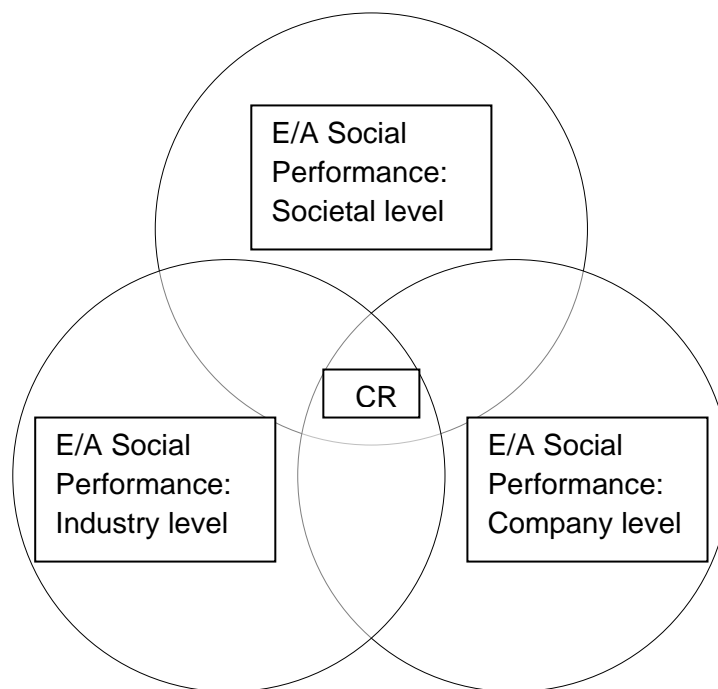 E/A Social
Performance:
Societal level
CR
E/A Social
Performance:
Industry level
E/A Social
Performance:
Company level